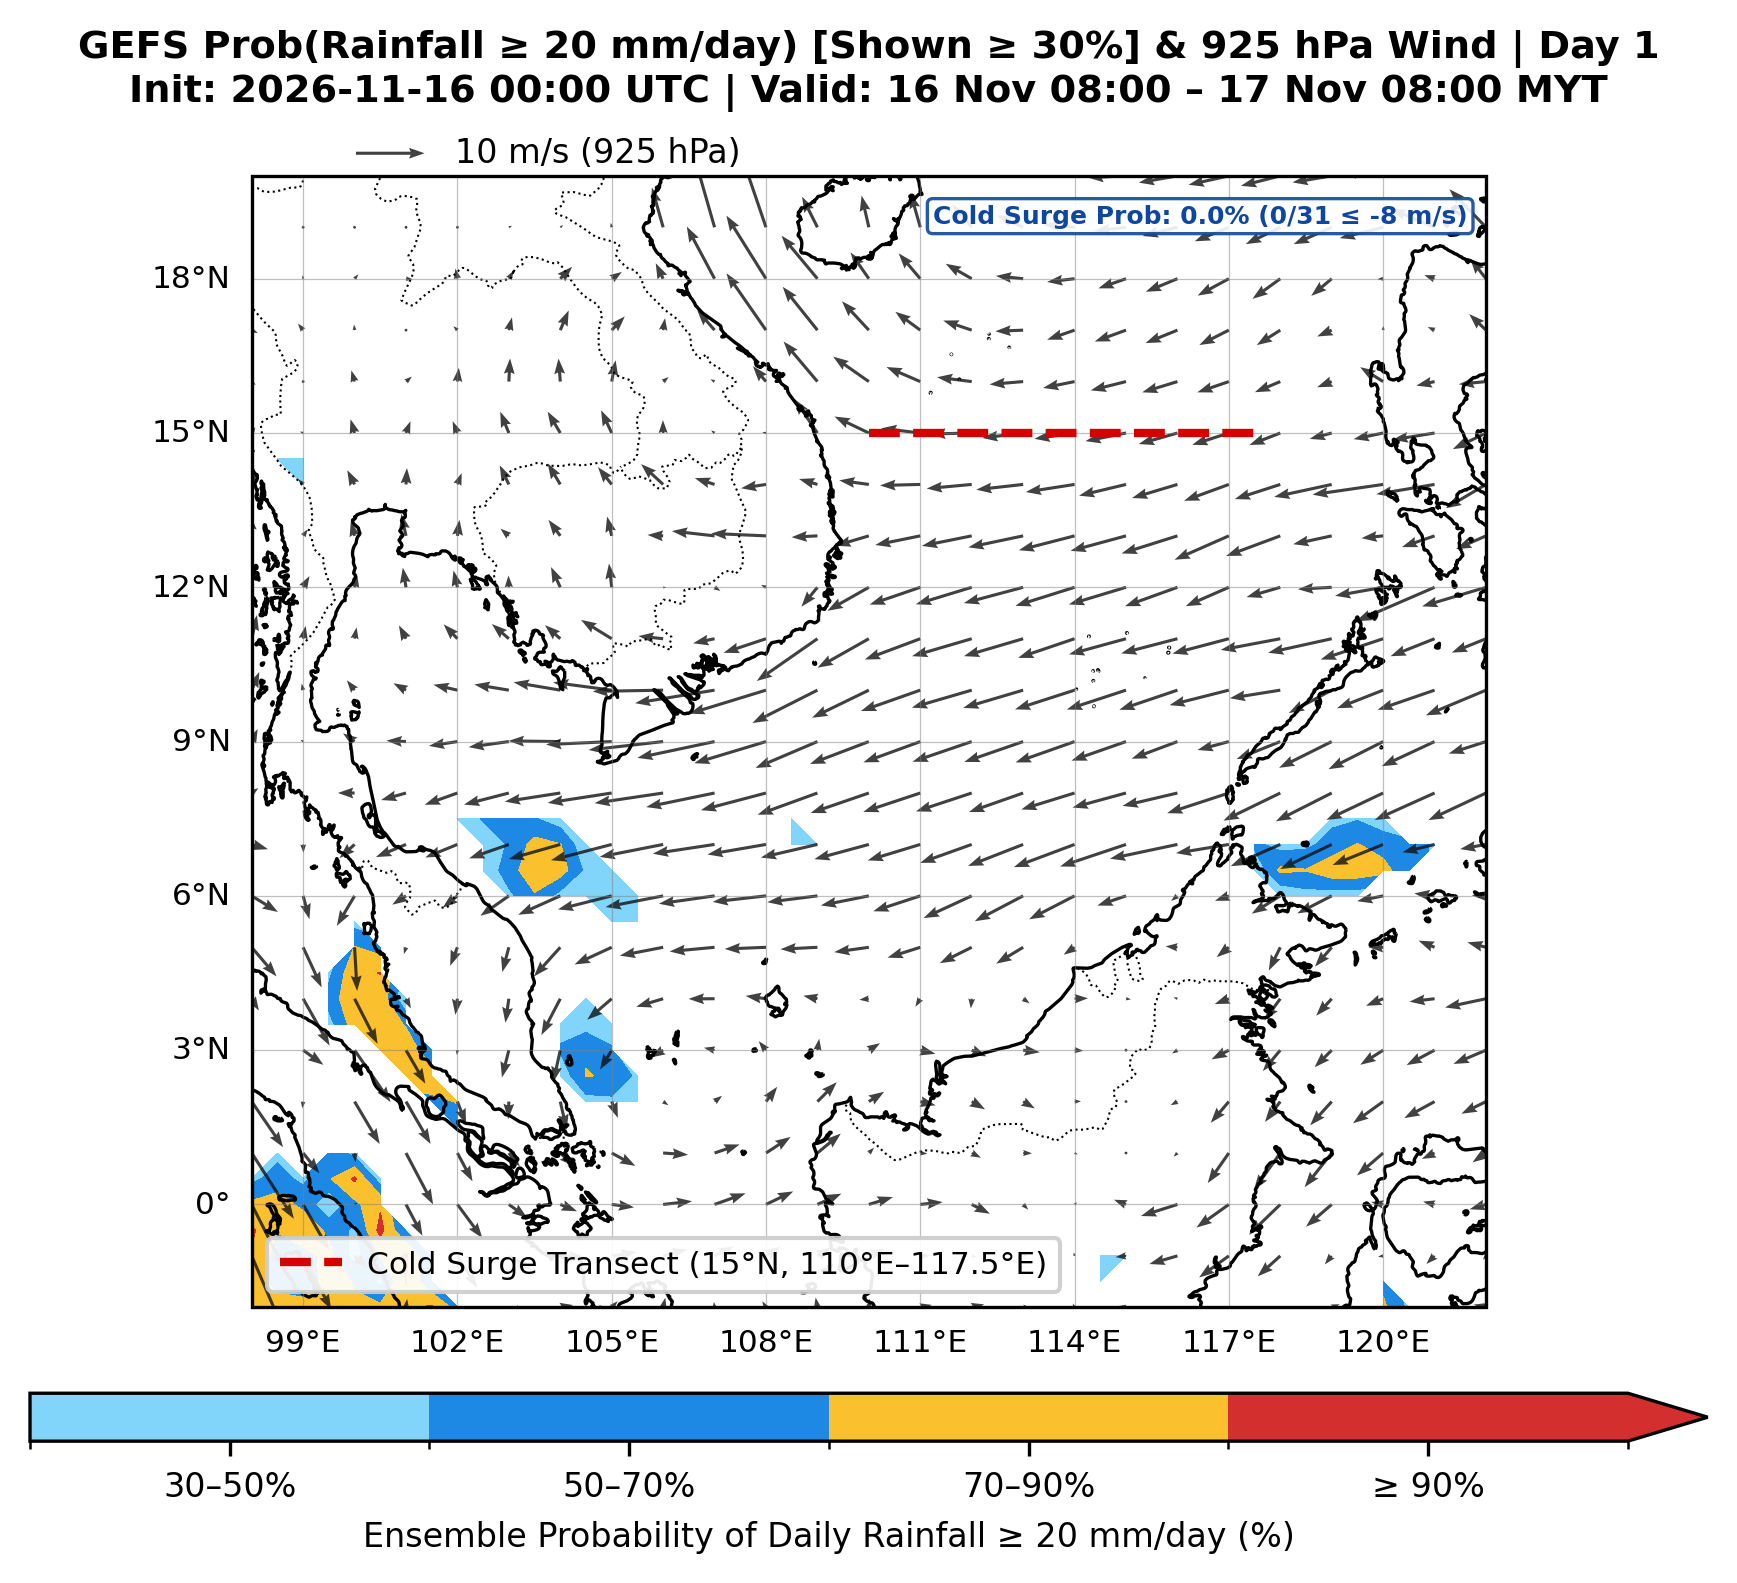 GEFS Prob(Rainfall ≥ 20 mm/day) [Shown ≥ 30%] & 925 hPa Wind | Day 1
Init: 2026-11-16 00:00 UTC | Valid: 16 Nov 08:00 – 17 Nov 08:00 MYT
10 m/s (925 hPa)
Cold Surge Prob: 0.0% (0/31 ≤ -8 m/s)
18°N
15°N
12°N
9°N
6°N
3°N
0°
Cold Surge Transect (15°N, 110°E–117.5°E)
99°E 102°E 105°E 108°E 111°E 114°E 117°E 120°E
30–50% 50–70% 70–90% ≥ 90%
Ensemble Probability of Daily Rainfall ≥ 20 mm/day (%)